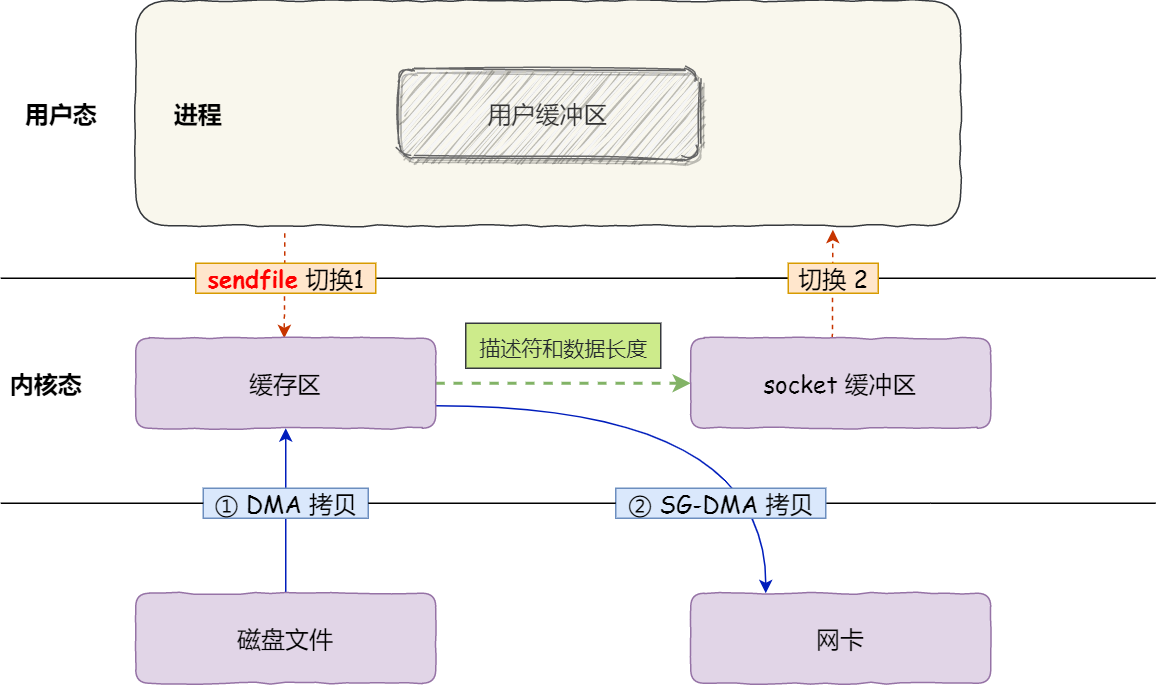 用户态
进程
用户缓冲区
sendfile 切换1
切换 2
描述符和数据长度
内核态
缓存区
socket 缓冲区
① DMA 拷贝
② SG-DMA 拷贝
磁盘文件
网卡